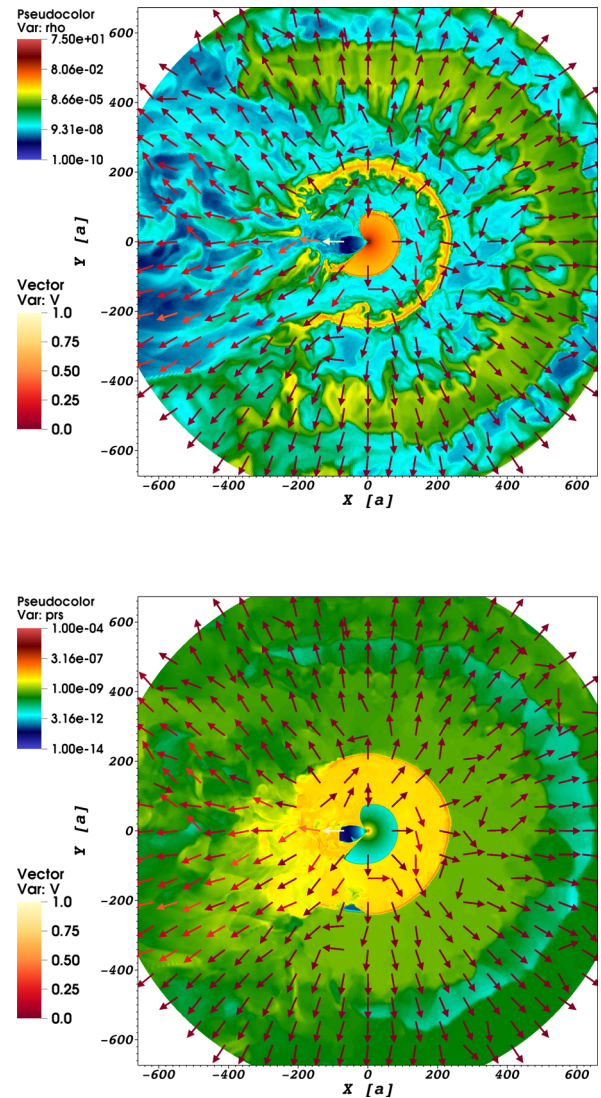 Pseudocolor
Var: rho
7.50e+01
8.06e-02
8.66e-05
9.31e-08
1.00e-10
Vector
Var: V
1.0
0.75
0.50
0.25
0.0
Y [a]
600
400
200
0
−200
−400
−600
−600 −400 −200 0 200 400 600
X [a]
Pseudocolor
Var: prs
1.00e-04
3.16e-07
1.00e-09
3.16e-12
1.00e-14
Vector
Var: V
1.0
0.75
0.50
0.25
0.0
Y [a]
600
400
200
0
−200
−400
−600
−600 −400 −200 0 200 400 600
X [a]